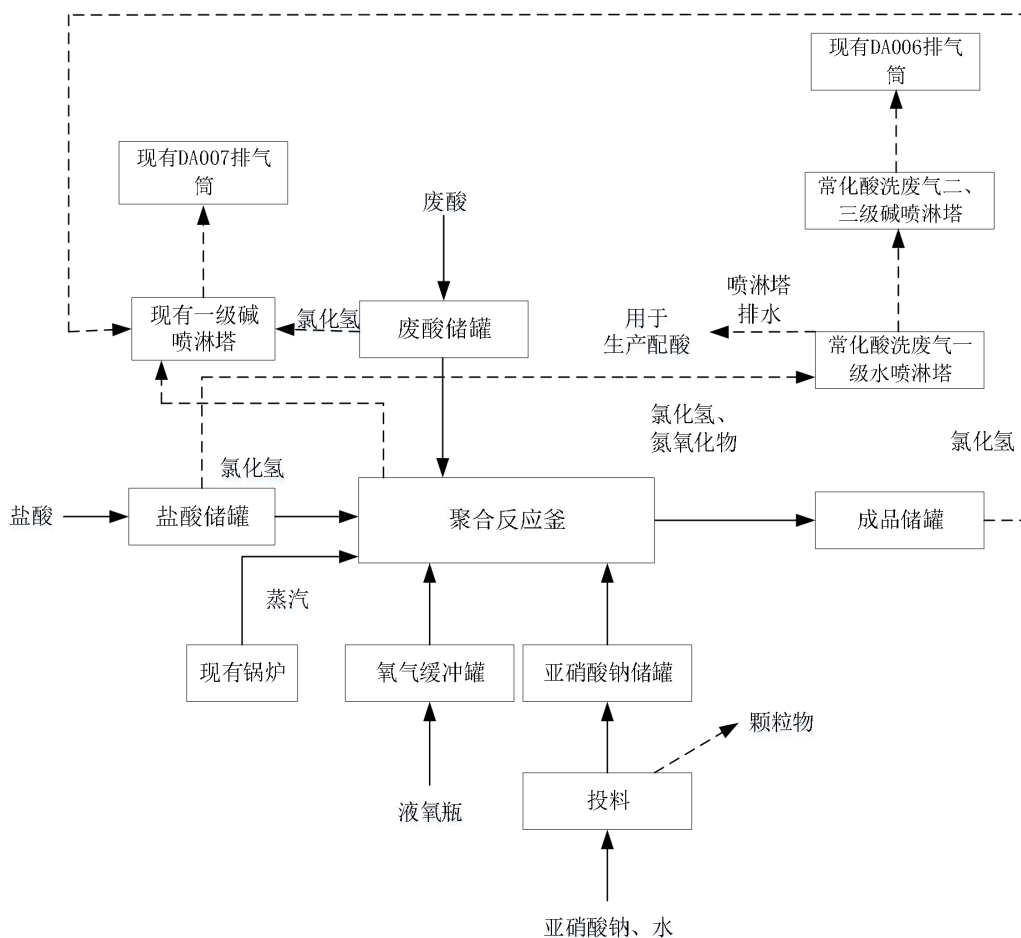 现有DA006排气
筒
现有DA007排气
筒
废酸
常化酸洗废气二、
三级碱喷淋塔
喷淋塔
排水
现有一级碱
喷淋塔
氯化氢
废酸储罐
用于
生产配酸
常化酸洗废气一
级水喷淋塔
氯化氢、
氮氧化物
氯化氢
氯化氢
盐酸
盐酸储罐
聚合反应釜
成品储罐
蒸汽
现有锅炉
氧气缓冲罐
亚硝酸钠储罐
颗粒物
投料
液氧瓶
亚硝酸钠、水